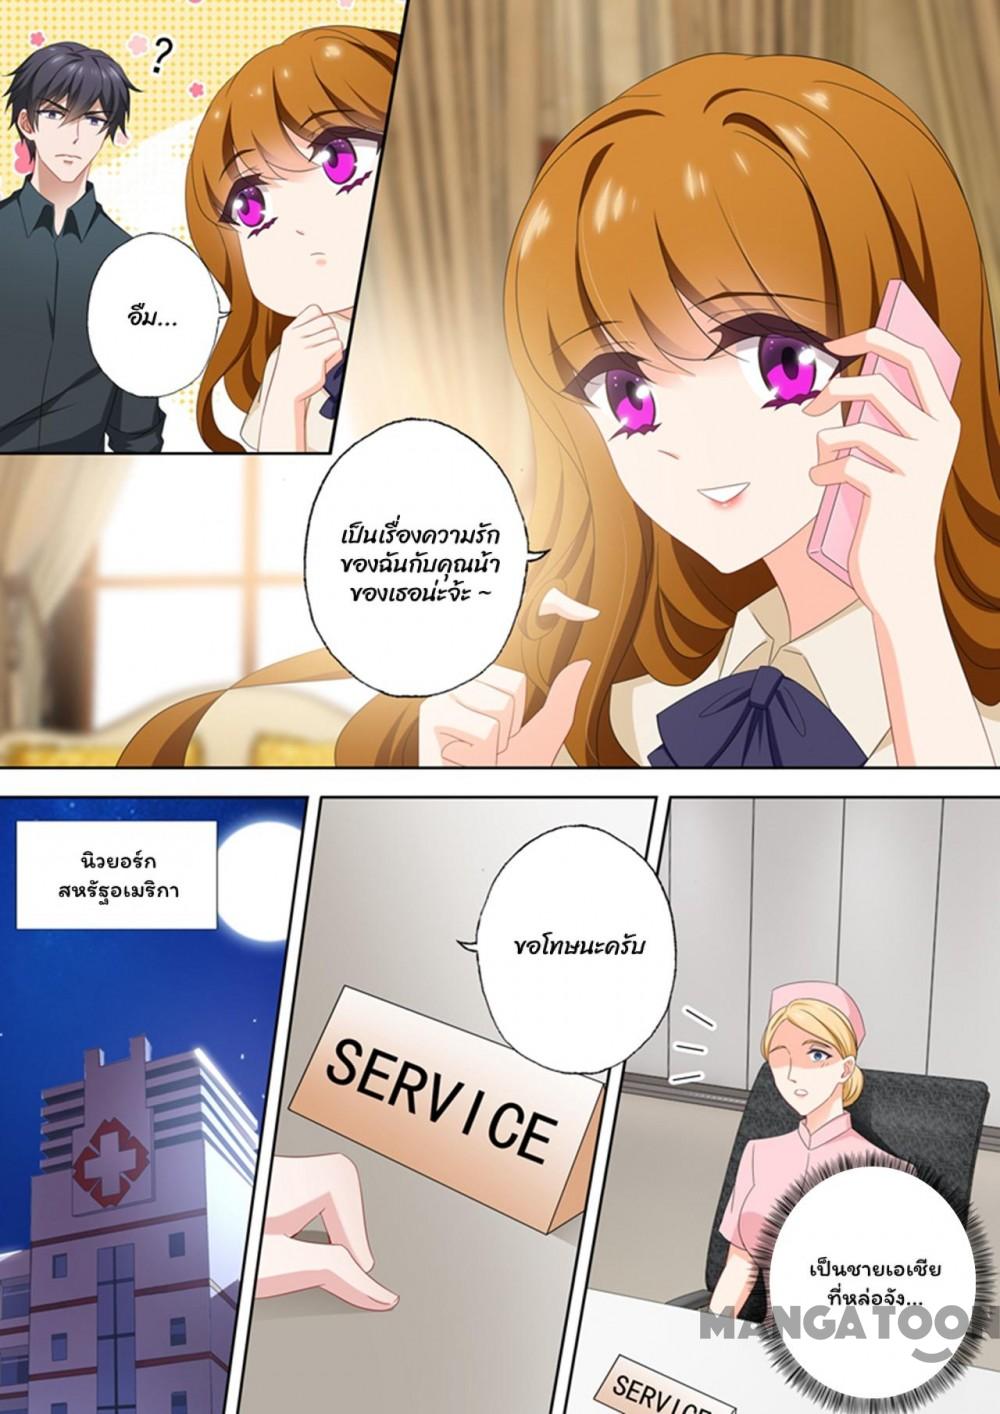 ?
อืม...
เป็นเรื่องความรัก
ของฉันกับคุณน้า
ของเธอน่ะจ้ะ ~
นิวยอร์ก
สหรัฐอเมริกา
ขอโทษนะครับ
SERVICE
เป็นชายเอเชีย
ที่หล่อจัง...
MANGATOON
SERVICE